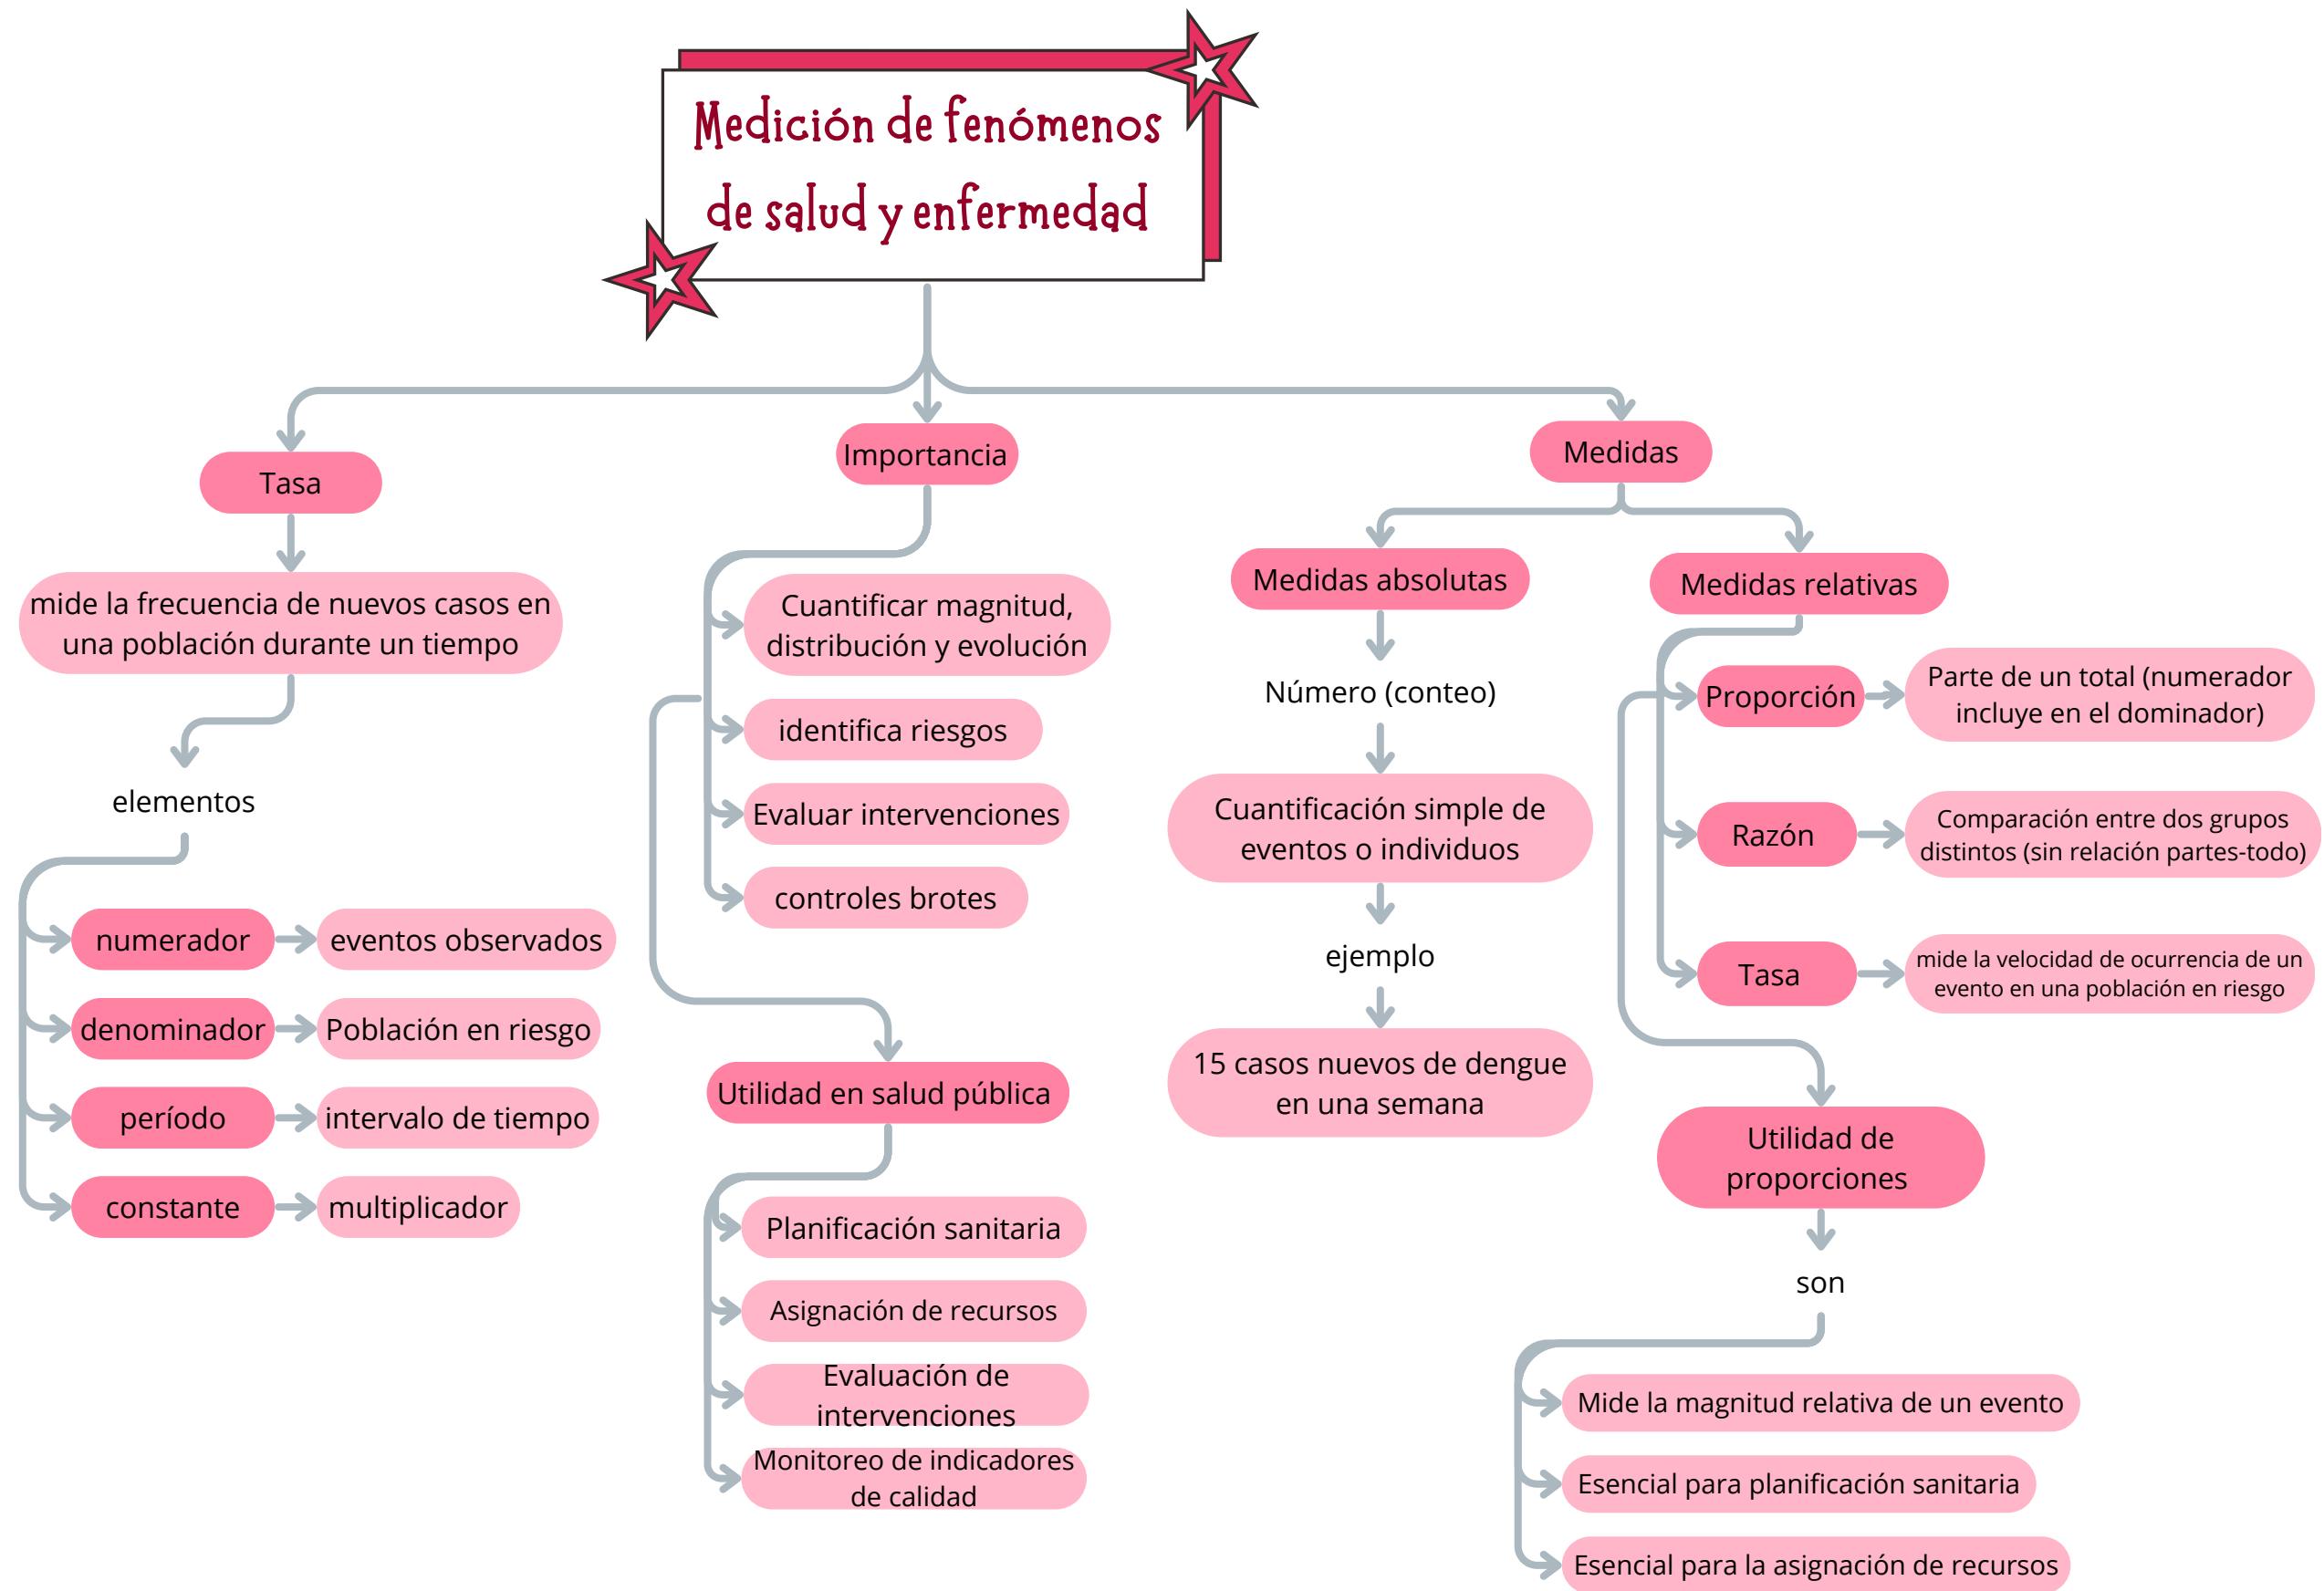 Medición de fenómenos
de salud y enfermedad
Tasa
mide la frecuencia de nuevos casos en
una población durante un tiempo
elementos
numerador
eventos observados
denominador
Población en riesgo
período
intervalo de tiempo
constante
multiplicador
Importancia
Cuantificar magnitud,
distribución y evolución
identifica riesgos
Evaluar intervenciones
controles brotes
Utilidad en salud pública
Planificación sanitaria
Asignación de recursos
Evaluación de
intervenciones
Monitoreo de indicadores
de calidad
Medidas
Medidas absolutas
Número (conteo)
Cuantificación simple de
eventos o individuos
ejemplo
15 casos nuevos de dengue
en una semana
Medidas relativas
Proporción
Parte de un total (numerador
incluye en el dominador)
Razón
Comparación entre dos grupos
distintos (sin relación partes-todo)
Tasa
mide la velocidad de ocurrencia de un
evento en una población en riesgo
Utilidad de
proporciones
son
Mide la magnitud relativa de un evento
Esencial para planificación sanitaria
Esencial para la asignación de recursos